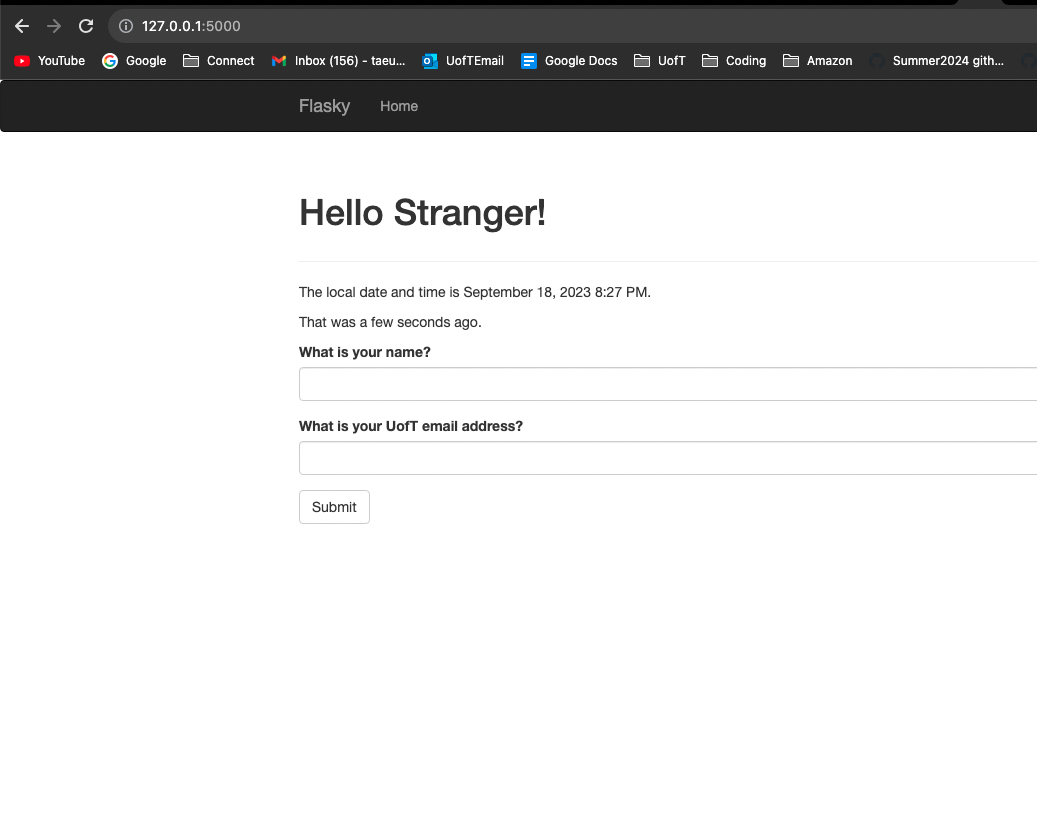 127.0.0.1:5000
YouTube Google Connect Inbox (156) - taeu... UofTEmail Google Docs UofT Coding Amazon Summer2024 gith...
Flasky Home
Hello Stranger!
The local date and time is September 18, 2023 8:27 PM.
That was a few seconds ago.
What is your name?
What is your UofT email address?
Submit